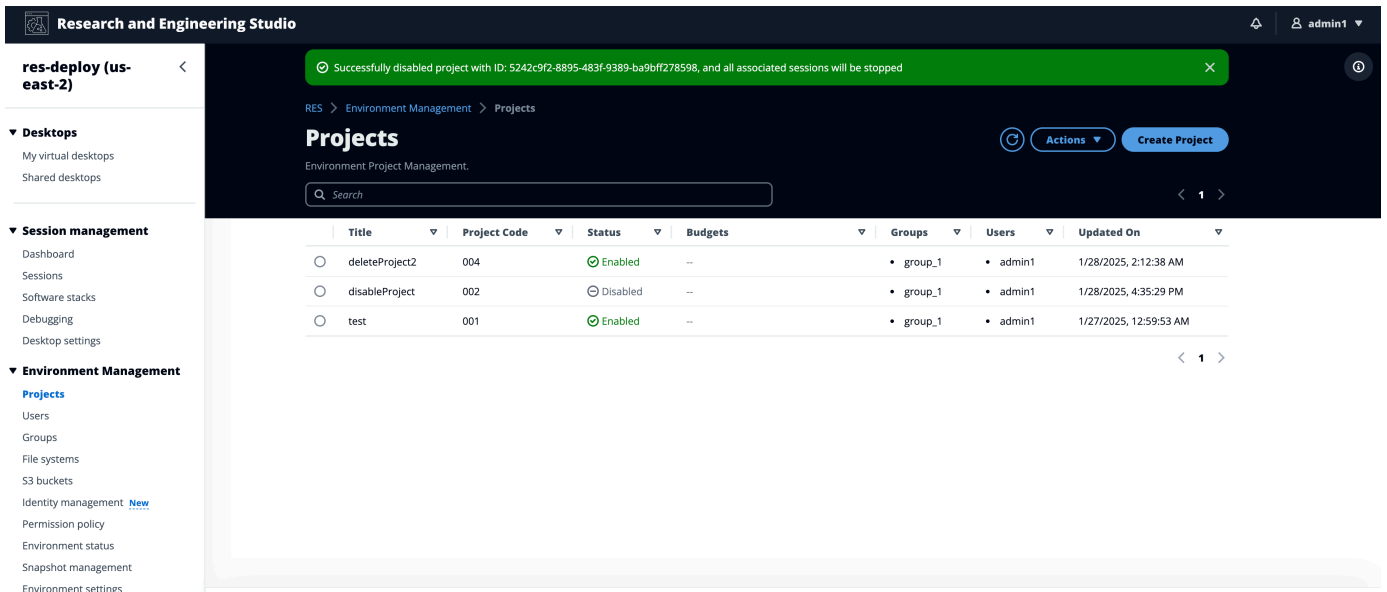 Research and Engineering Studio
admin1
res-deploy (us-
east-2)
Desktops
My virtual desktops
Shared desktops
Session management
Dashboard
Sessions
Software stacks
Debugging
Desktop settings
Environment Management
Projects
Users
Groups
File systems
S3 buckets
Identity management New
Permission policy
Environment status
Snapshot management
Environment settings
Successfully disabled project with ID: 5242c9f2-8895-483f-9389-ba9bff278598, and all associated sessions will be stopped
RES > Environment Management > Projects
Projects
Actions
Create Project
Environment Project Management.
Search
1
Title Project Code Status Budgets Groups Users Updated On
deleteProject2 004 Enabled -- • group_1 • admin1 1/28/2025, 2:12:38 AM
disableProject 002 Disabled -- • group_1 • admin1 1/28/2025, 4:35:29 PM
test 001 Enabled -- • group_1 • admin1 1/27/2025, 12:59:53 AM
1